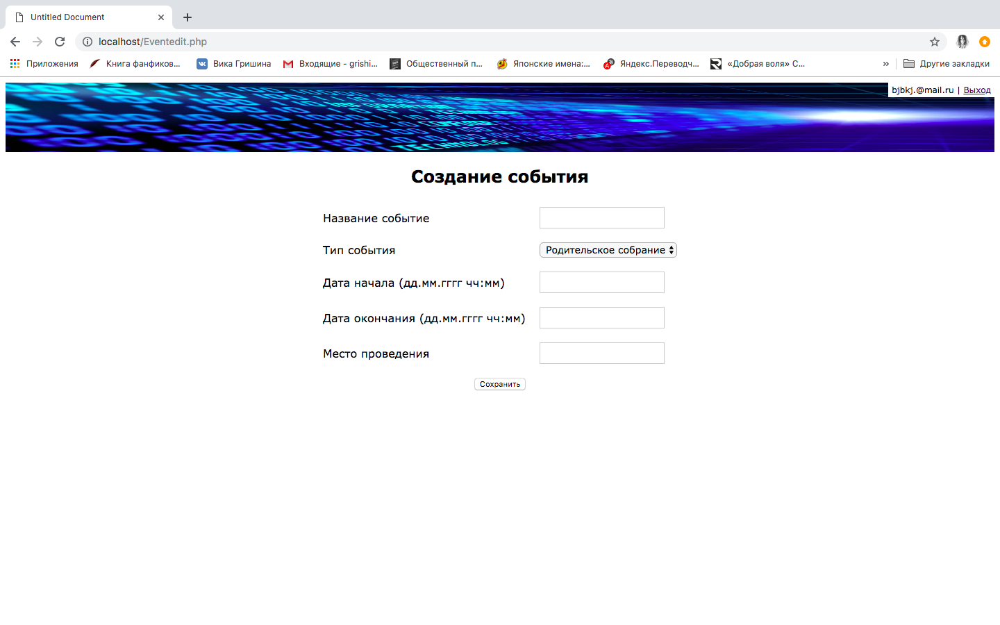 Untitled Document
localhost/Eventedit.php
Приложения
Книга фанфиков...
Вика Гришина
Входящие - grishi...
Общественный п...
Японские имена:...
Яндекс.Переводч...
«Добрая воля» С...
»
Другие закладки
bjbkj.@mail.ru | Выход
Создание события
Название событие
Тип события
Родительское собрание
Дата начала (дд.мм.гггг чч:мм)
Дата окончания (дд.мм.гггг чч:мм)
Место проведения
Сохранить